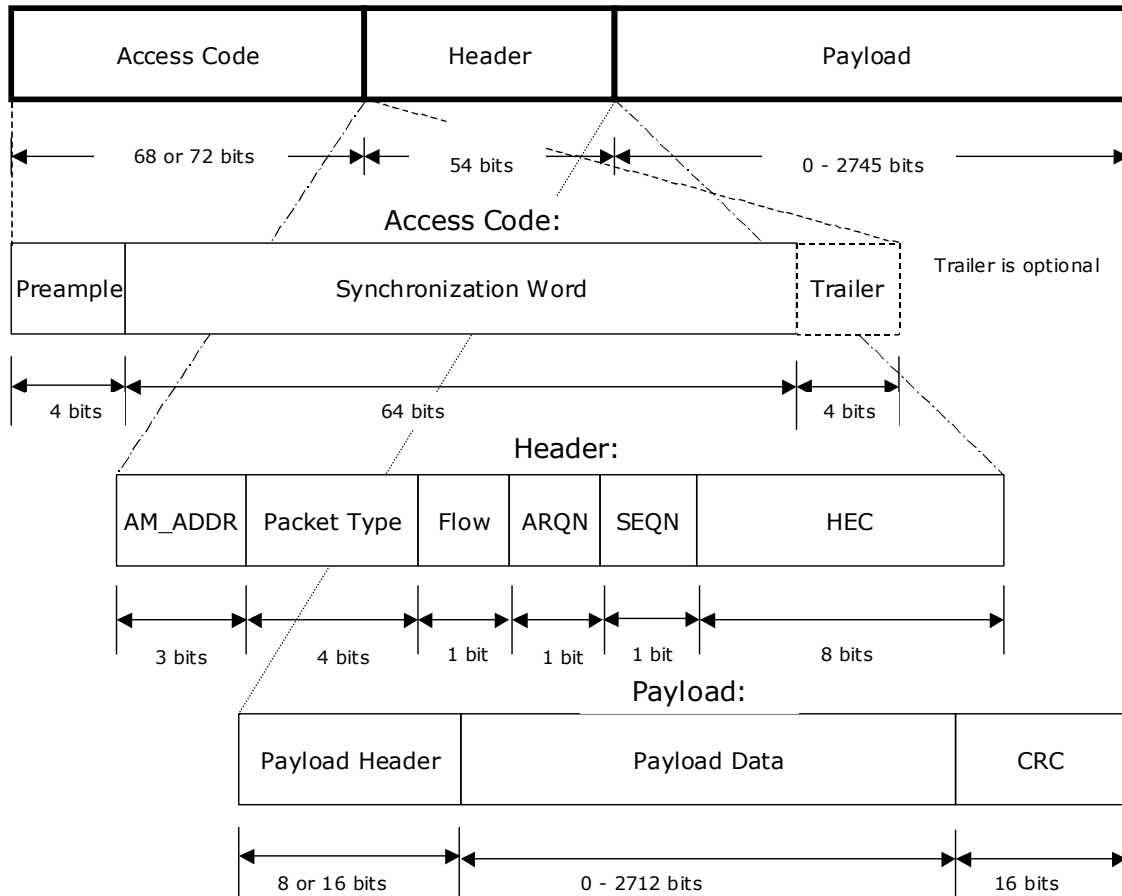 Access Code Header Payload
68 or 72 bits 54 bits 0 - 2745 bits
Access Code:
Preample Synchronization Word Trailer Trailer is optional
4 bits 64 bits 4 bits
Header:
AM_ADDR Packet Type Flow ARQN SEQN HEC
3 bits 4 bits 1 bit 1 bit 1 bit 8 bits
Payload:
Payload Header Payload Data CRC
8 or 16 bits 0 - 2712 bits 16 bits